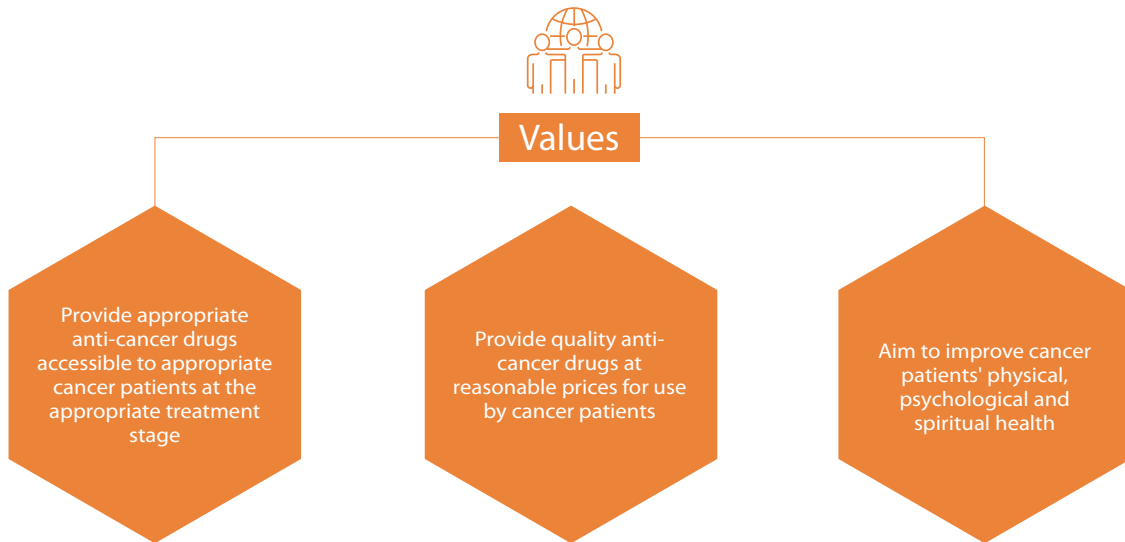 Values
Provide appropriate
anti-cancer drugs
accessible to appropriate
cancer patients at the
appropriate treatment
stage
Provide quality anti-
cancer drugs at
reasonable prices for use
by cancer patients
Aim to improve cancer
patients' physical,
psychological and
spiritual health